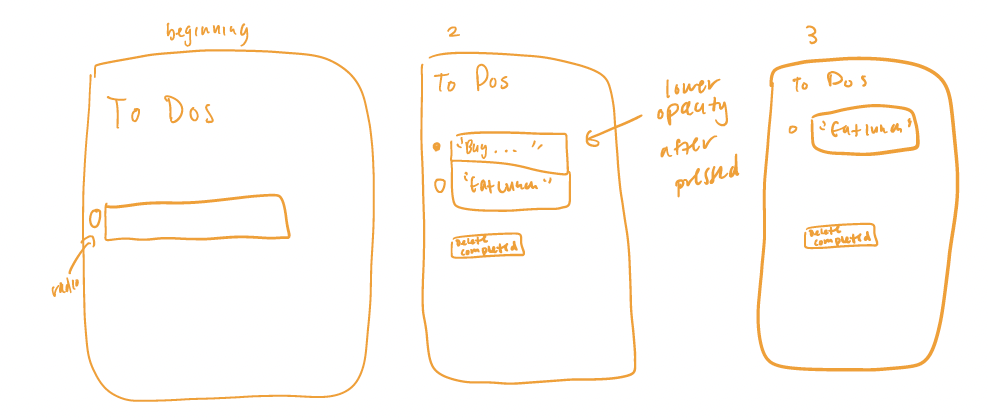 beginning
To Dos
radio
2
To Dos
"Buy... "
"Eat lunch"
Delete
completed
lower
opacity
after
pressed
3
To Dos
"Eat lunch"
Delete
completed